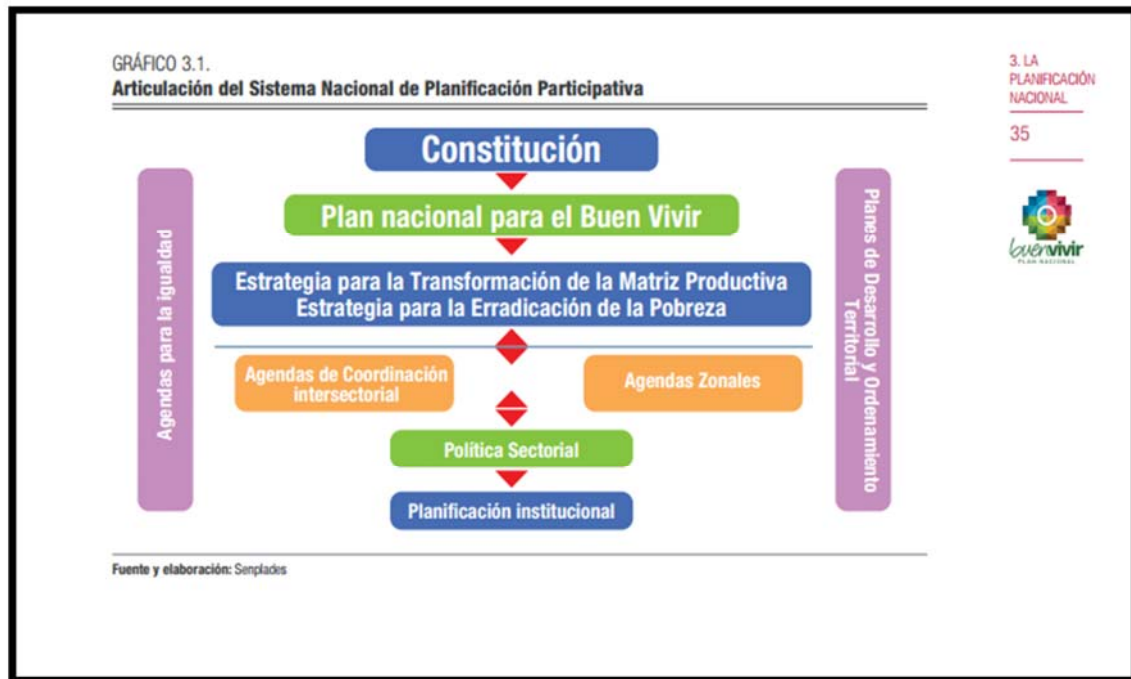 GRÁFICO 3.1.
Articulación del Sistema Nacional de Planificación Participativa
Constitución
Plan nacional para el Buen Vivir
Estrategia para la Transformación de la Matriz Productiva
Estrategia para la Erradicación de la Pobreza
Agendas de Coordinación
intersectorial
Agendas Zonales
Política Sectorial
Planificación institucional
Agendas para la igualdad
Planes de Desarrollo y Ordenamiento
Territorial
Fuente y elaboración: Senplades
3. LA
PLANIFICACIÓN
NACIONAL
35
buenvivir
PLAN NACIONAL